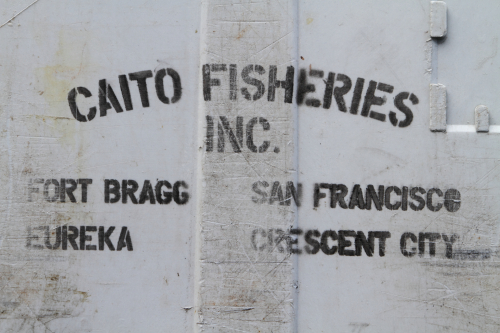 CAITO FISHERIES
INC.
FORT BRAGG SAN FRANCISCO
EUREKA CRESCENT CITY